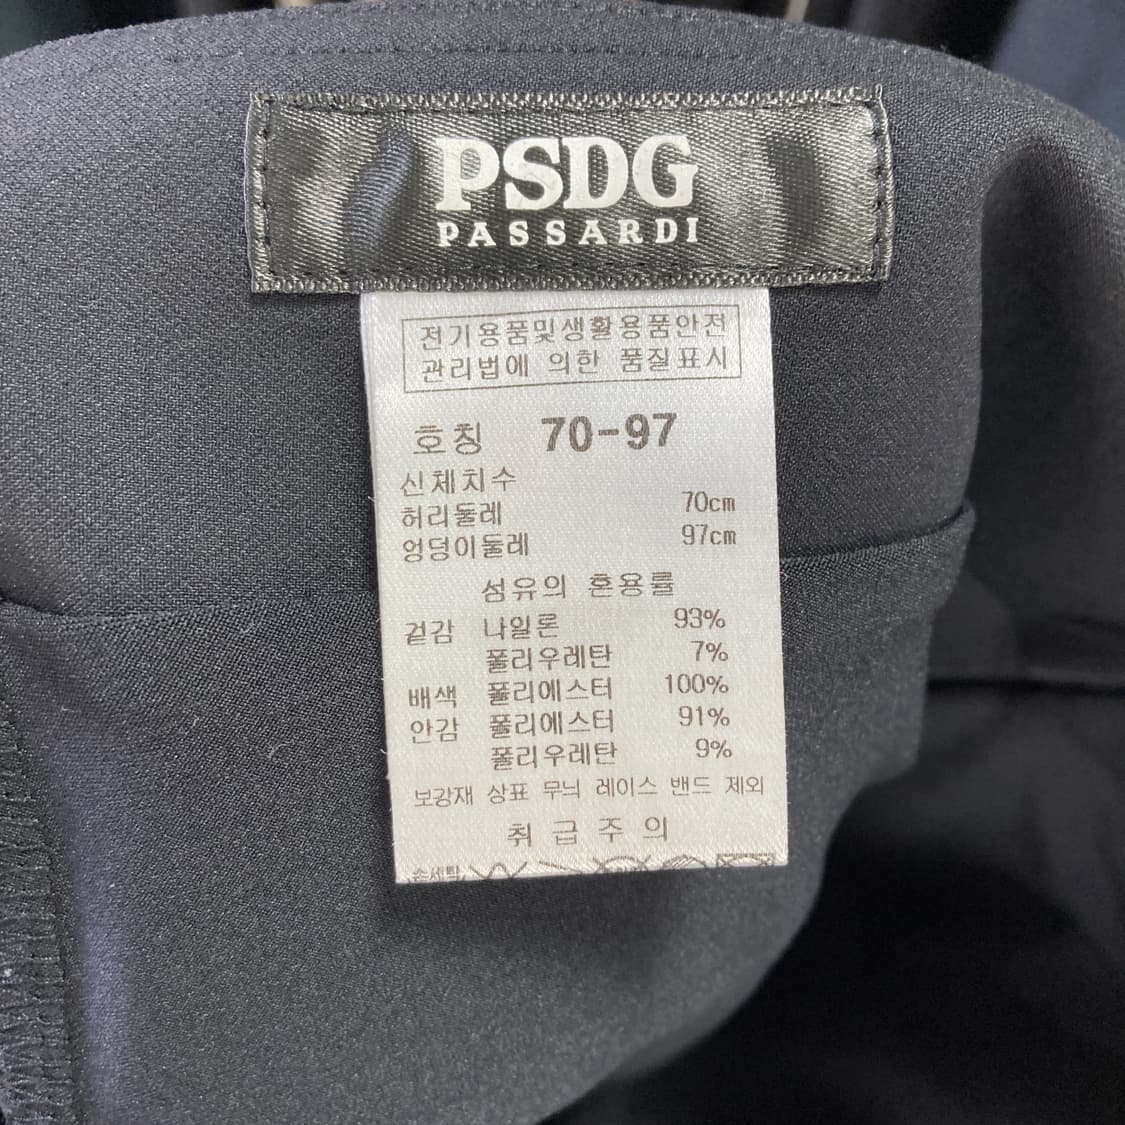 PSDG
PASSARDI
전기용품및생활용품안전
관리법에 의한 품질표시
호칭 70-97
신체치수
허리둘레 70cm
엉덩이둘레 97cm
섬유의 혼용률
겉감 나일론 93%
폴리우레탄 7%
배색 폴리에스터 100%
안감 폴리에스터 91%
폴리우레탄 9%
보강재 상표 무늬 레이스 밴드 제외
취급주의
손세탁